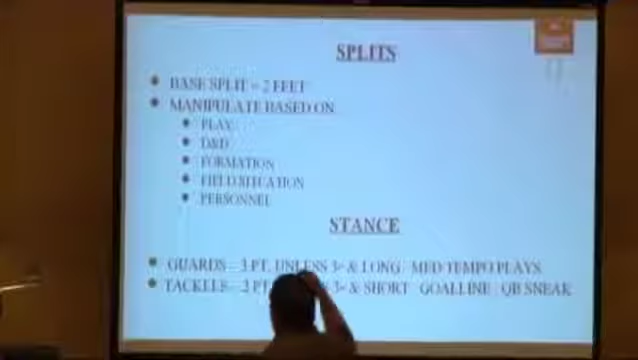 SPLITS
BASE SPLIT = 2 FEET
MANIPULATE BASED ON
PLAY
D&D
FORMATION
FIELD SITUATION
PERSONNEL
STANCE
GUARDS – 3 PT. UNLESS 3rd & LONG / MED TEMPO PLAYS
TACKLES – 2 PT. & 3rd & SHORT / GOALLINE / QB SNEAK